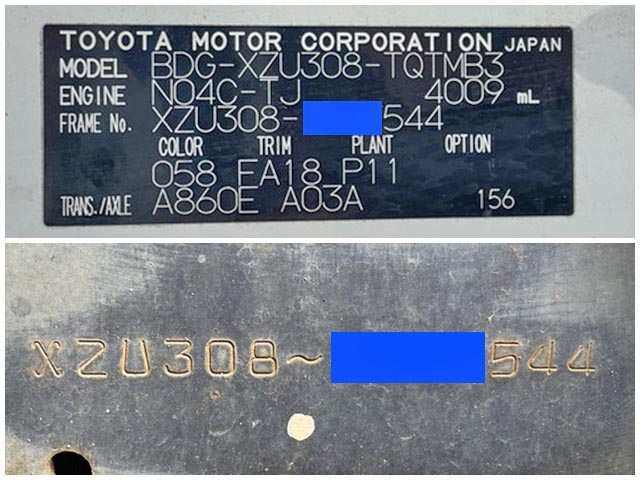 TOYOTA MOTOR CORPORATION JAPAN
MODEL BDG-XZU308-TQTMB3
ENGINE N04C-TJ 4009 mL
FRAME No. XZU308- 544
COLOR TRIM PLANT OPTION
058 EA18 P11
TRANS./AXLE A860E A03A 156
XZU308~ 544